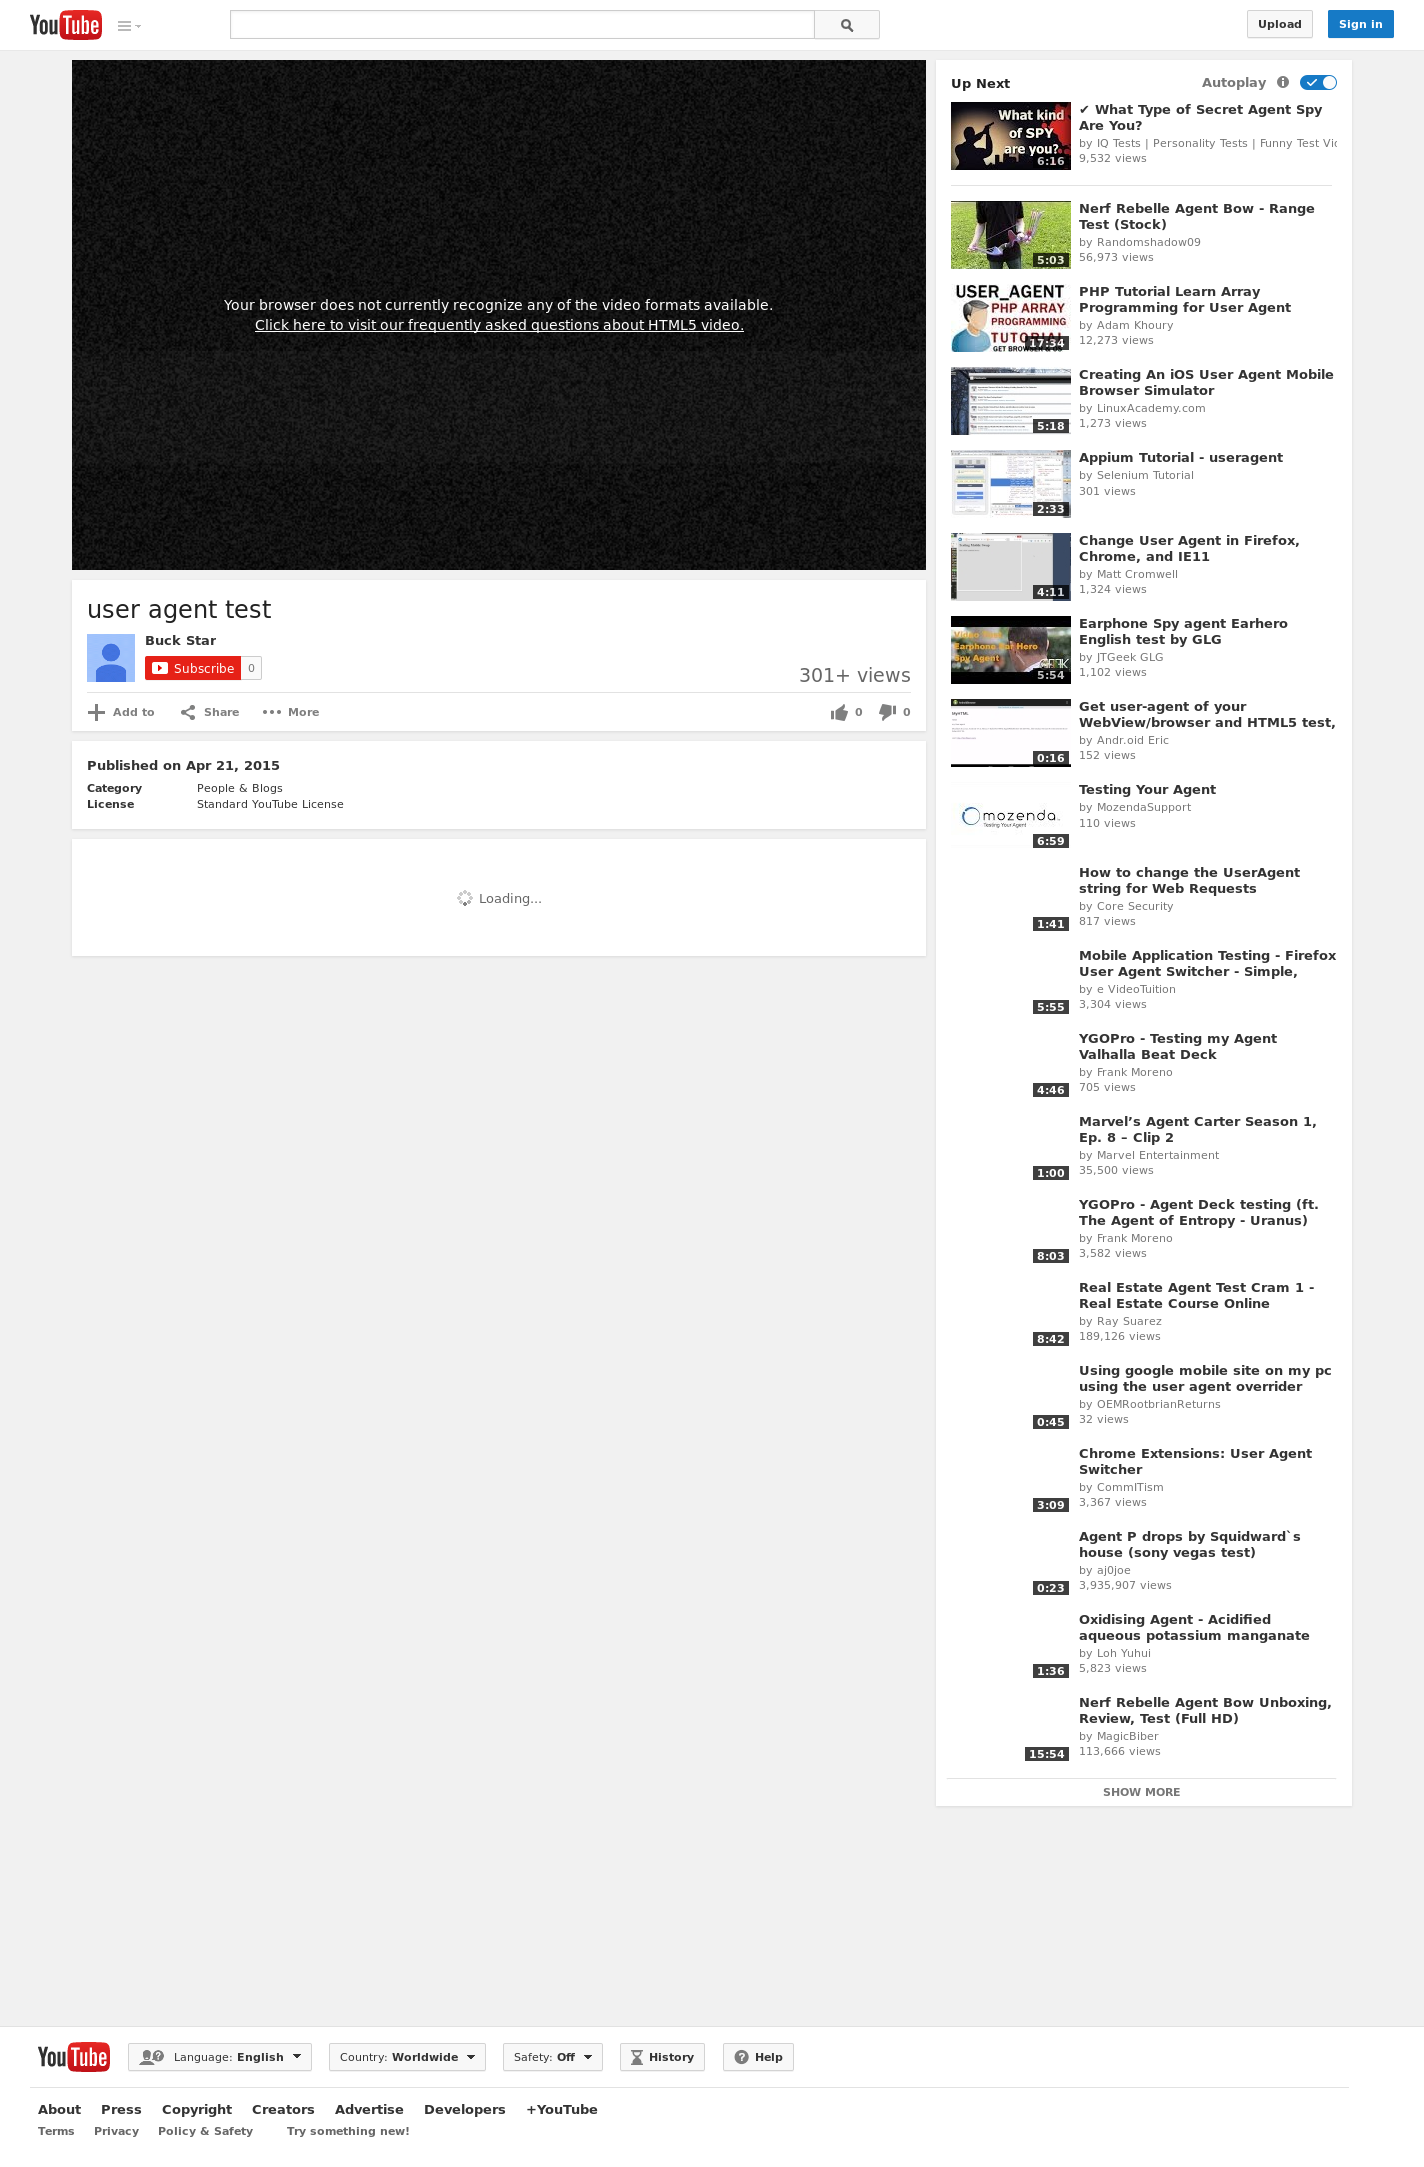 YouTube
Upload
Sign in
Your browser does not currently recognize any of the video formats available.
Click here to visit our frequently asked questions about HTML5 video.
user agent test
Buck Star
Subscribe 0
301+ views
Add to Share More 0 0
Published on Apr 21, 2015
Category People & Blogs
License Standard YouTube License
Loading...
Up Next Autoplay
What kind
of SPY
are you?
6:16
✔ What Type of Secret Agent Spy
Are You?
by IQ Tests | Personality Tests | Funny Test
9,532 views
5:03
Nerf Rebelle Agent Bow - Range
Test (Stock)
by Randomshadow09
56,973 views
USER_AGENT
PHP ARRAY
PROGRAMMING
TUTORIAL
17:34
PHP Tutorial Learn Array
Programming for User Agent
by Adam Khoury
12,273 views
5:18
Creating An iOS User Agent Mobile
Browser Simulator
by LinuxAcademy.com
1,273 views
2:33
Appium Tutorial - useragent
by Selenium Tutorial
301 views
4:11
Change User Agent in Firefox,
Chrome, and IE11
by Matt Cromwell
1,324 views
Earphone Ear Hero
Spy Agent
5:54
Earphone Spy agent Earhero
English test by GLG
by JTGeek GLG
1,102 views
0:16
Get user-agent of your
WebView/browser and HTML5 test,
by Andr.oid Eric
152 views
mozenda
Testing Your Agent
6:59
Testing Your Agent
by MozendaSupport
110 views
1:41
How to change the UserAgent
string for Web Requests
by Core Security
817 views
5:55
Mobile Application Testing - Firefox
User Agent Switcher - Simple,
by e VideoTuition
3,304 views
4:46
YGOPro - Testing my Agent
Valhalla Beat Deck
by Frank Moreno
705 views
1:00
Marvel’s Agent Carter Season 1,
Ep. 8 – Clip 2
by Marvel Entertainment
35,500 views
8:03
YGOPro - Agent Deck testing (ft.
The Agent of Entropy - Uranus)
by Frank Moreno
3,582 views
8:42
Real Estate Agent Test Cram 1 -
Real Estate Course Online
by Ray Suarez
189,126 views
0:45
Using google mobile site on my pc
using the user agent overrider
by OEMRootbrianReturns
32 views
3:09
Chrome Extensions: User Agent
Switcher
by CommITism
3,367 views
0:23
Agent P drops by Squidward`s
house (sony vegas test)
by aj0joe
3,935,907 views
1:36
Oxidising Agent - Acidified
aqueous potassium manganate
by Loh Yuhui
5,823 views
15:54
Nerf Rebelle Agent Bow Unboxing,
Review, Test (Full HD)
by MagicBiber
113,666 views
SHOW MORE
YouTube Language: English Country: Worldwide Safety: Off History Help
About Press Copyright Creators Advertise Developers +YouTube
Terms Privacy Policy & Safety Try something new!